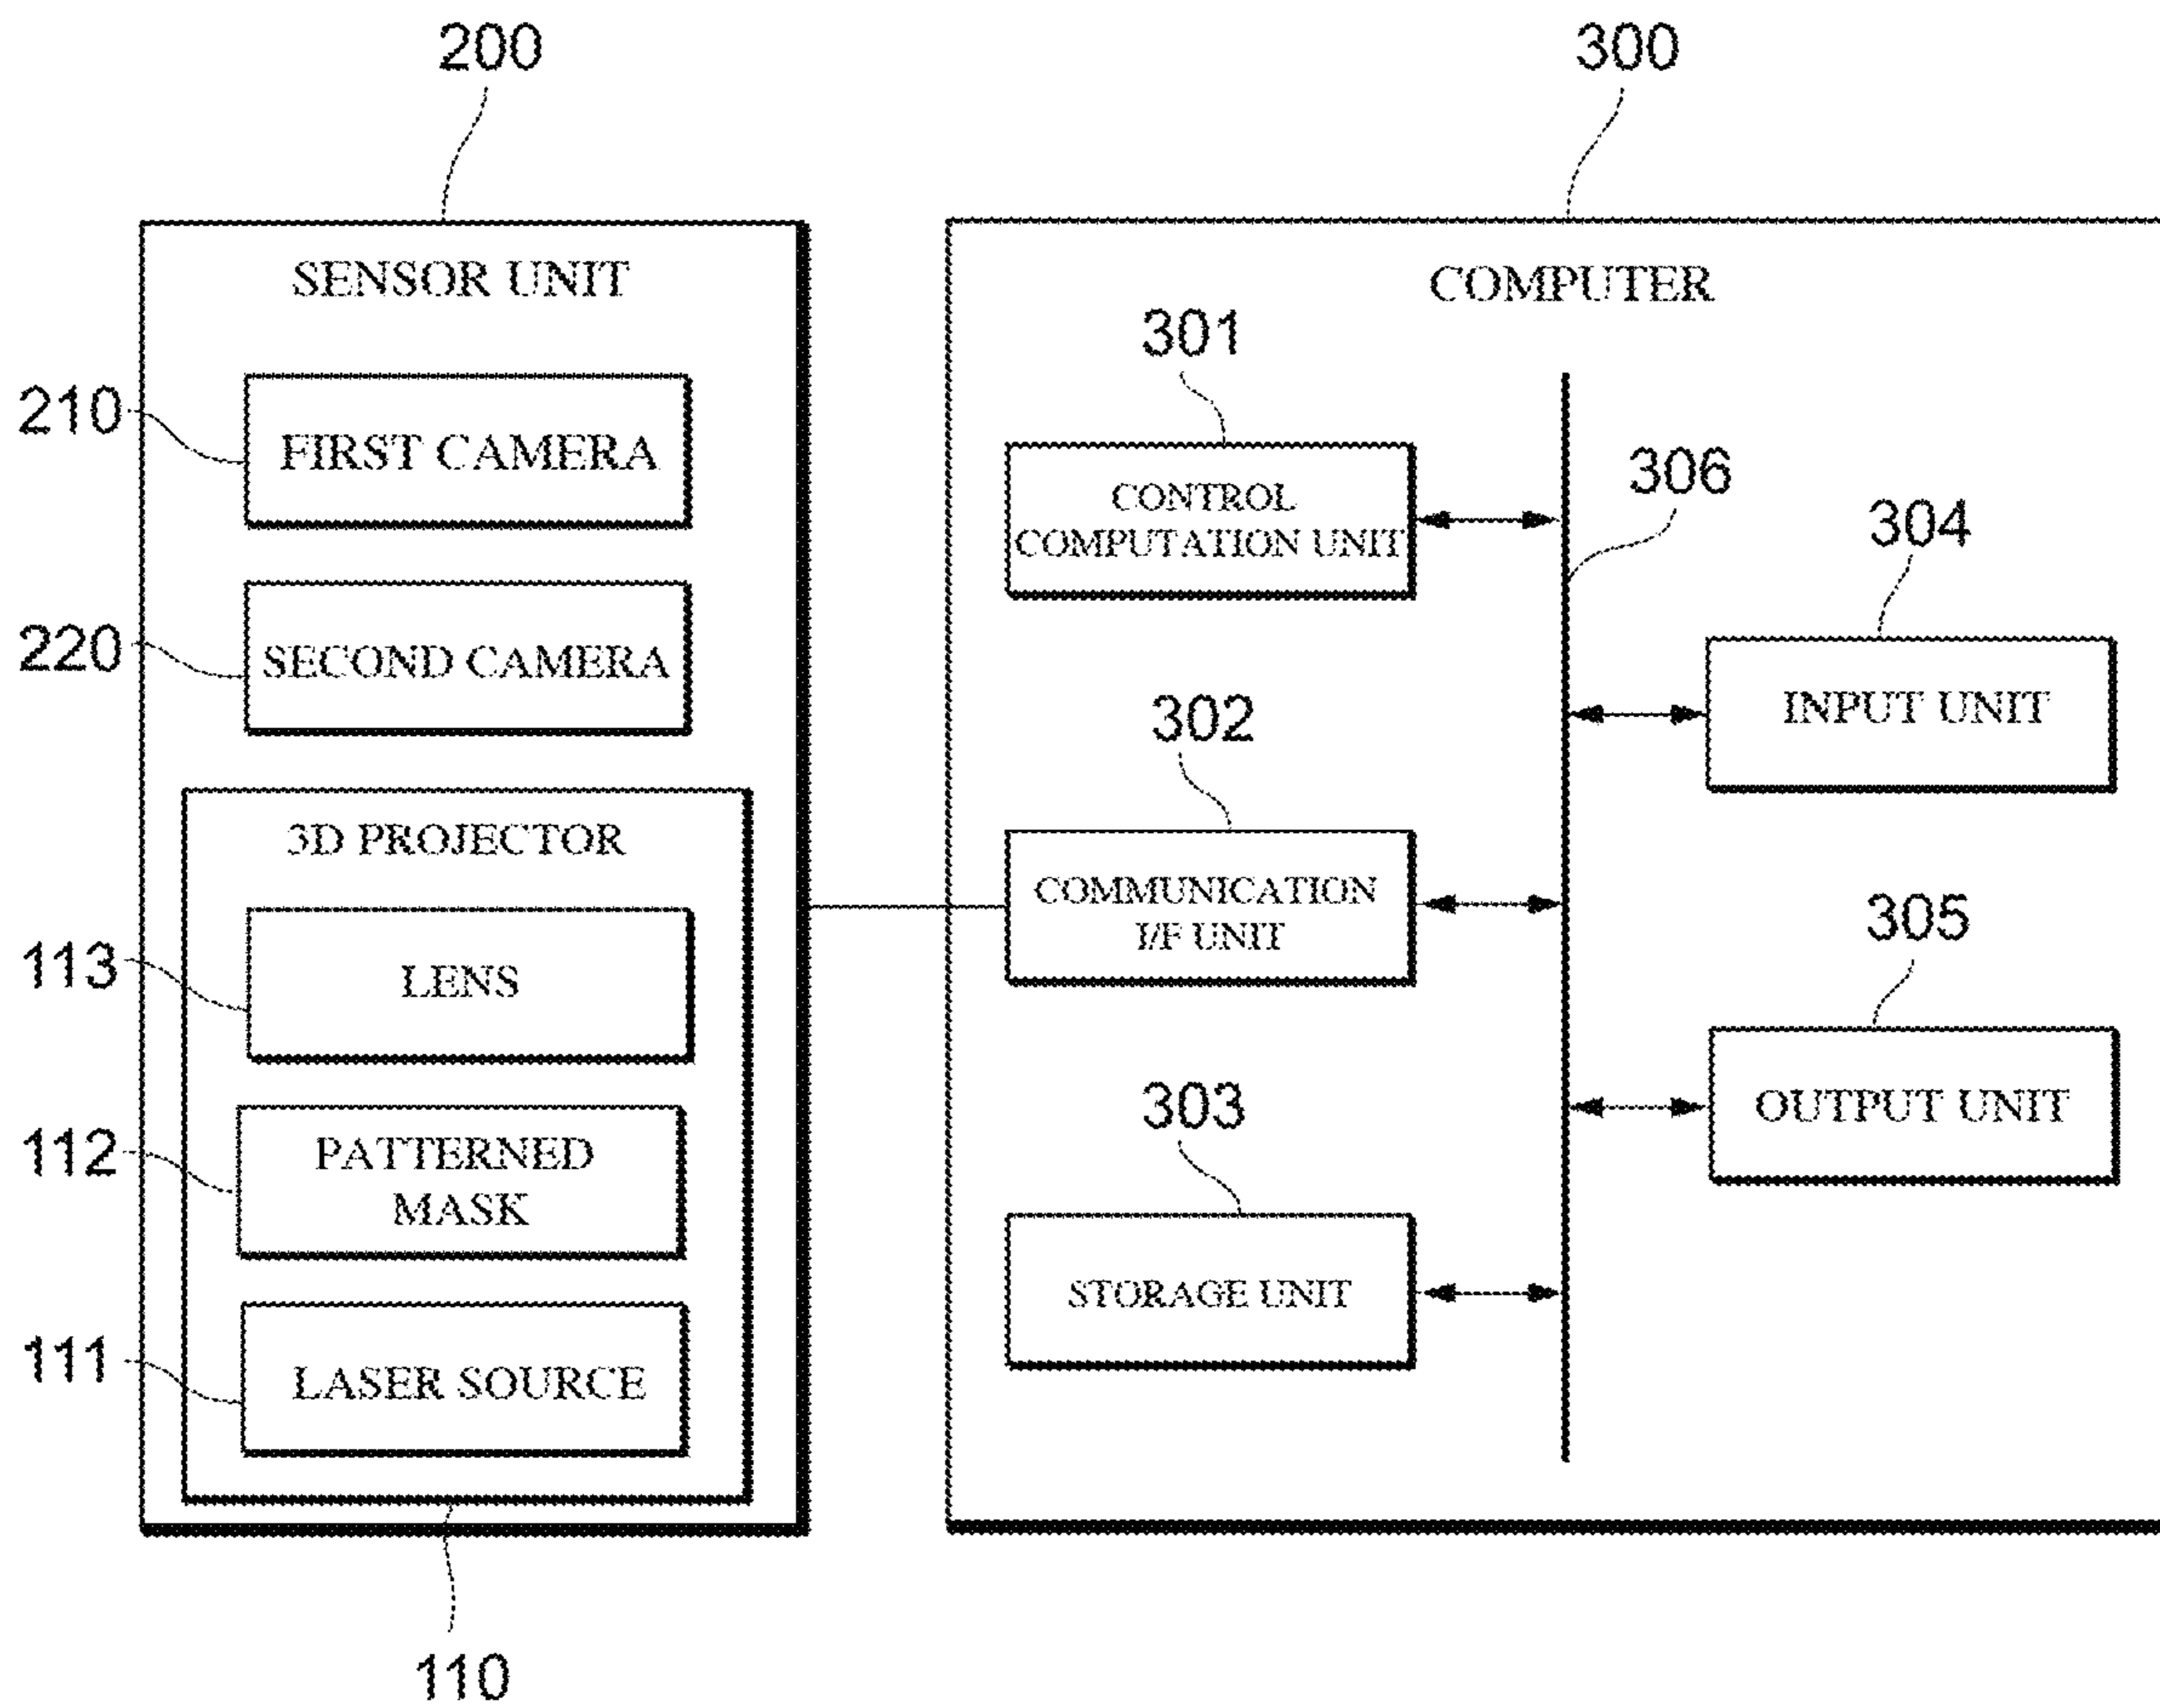 200
300
SENSOR UNIT
COMPUTER
210
FIRST CAMERA
301
CONTROL
COMPUTATION UNIT
306
304
220
SECOND CAMERA
302
INPUT UNIT
3D PROJECTOR
COMMUNICATION
I/F UNIT
305
113
LENS
303
OUTPUT UNIT
112
PATTERNED
MASK
STORAGE UNIT
111
LASER SOURCE
110